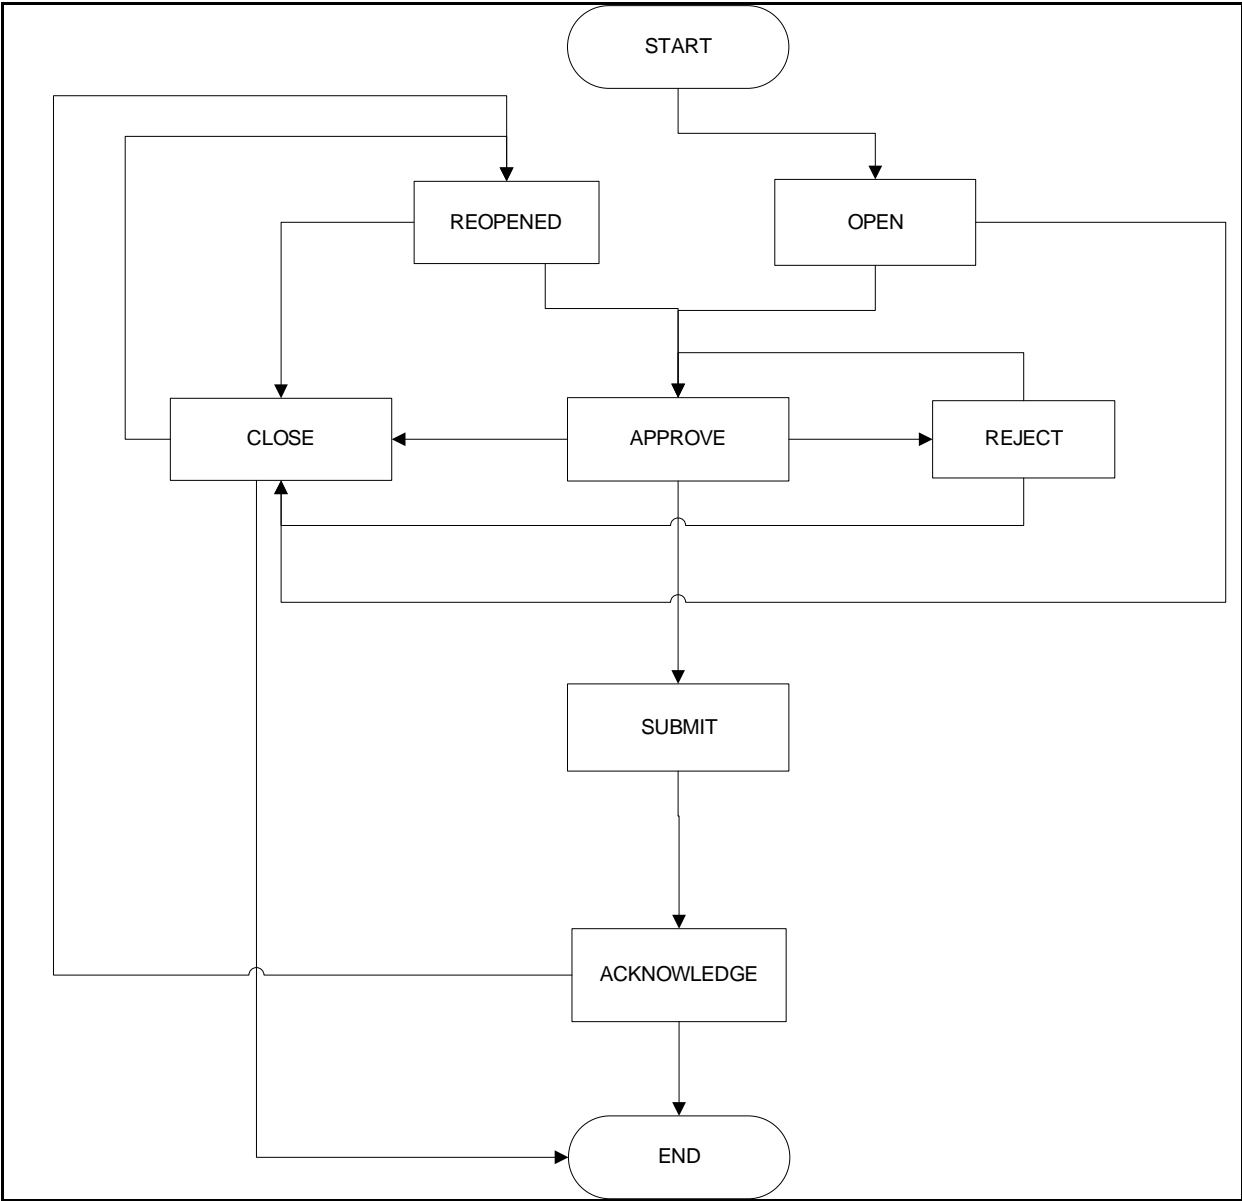 START
REOPENED
OPEN
CLOSE
APPROVE
REJECT
SUBMIT
ACKNOWLEDGE
END